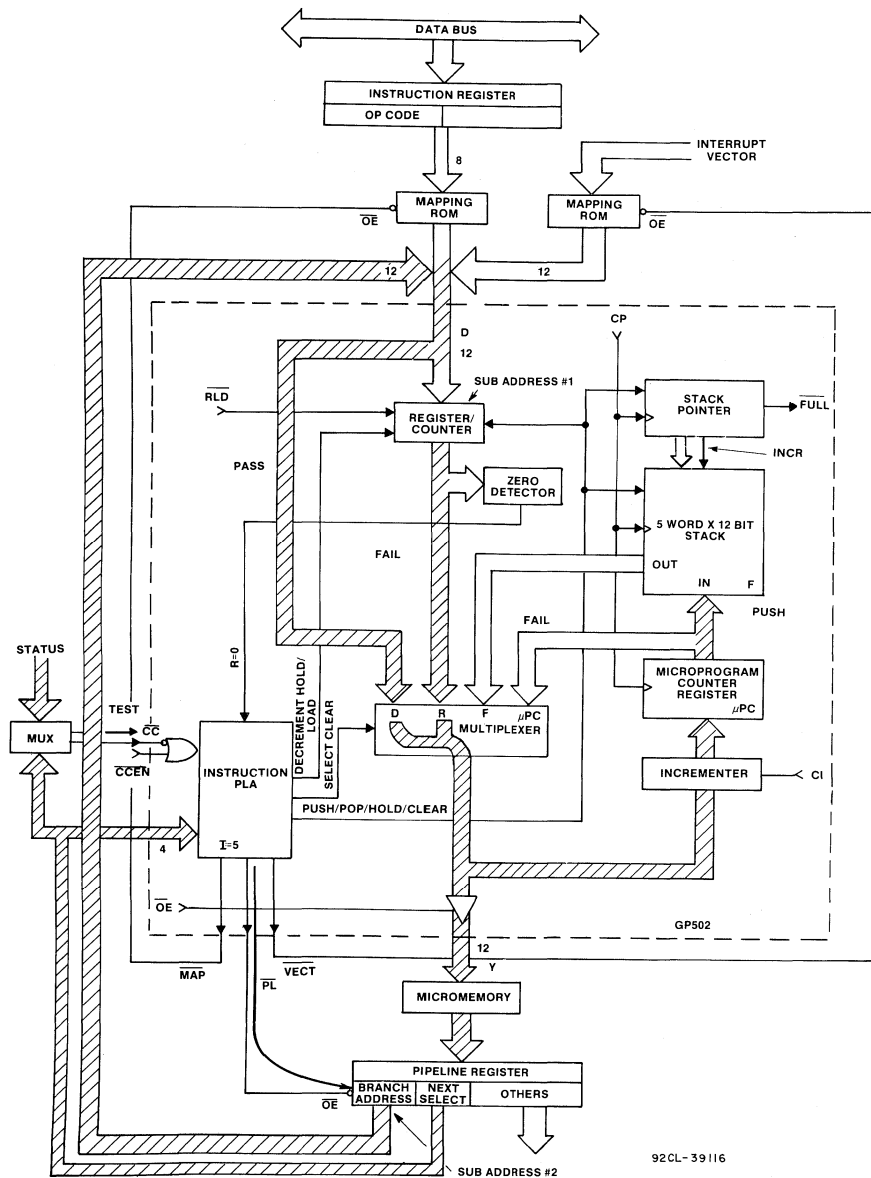 DATA BUS
INSTRUCTION REGISTER
OP CODE
8
INTERRUPT
VECTOR
MAPPING
ROM
OE
MAPPING
ROM
OE
12
12
CP
D
12
SUB ADDRESS #1
RLD
REGISTER/
COUNTER
STACK
POINTER
FULL
INCR
PASS
ZERO
DETECTOR
5 WORD X 12 BIT
STACK
FAIL
OUT
IN
F
PUSH
FAIL
STATUS
R=0
DECREMENT HOLD/
LOAD
SELECT CLEAR
MICROPROGRAM
COUNTER
REGISTER
μPC
TEST
MUX
CC
CCEN
D
R
F
μPC
MULTIPLEXER
INSTRUCTION
PLA
INCREMENTER
CI
PUSH/POP/HOLD/CLEAR
4
I=5
OE
GP502
12
Y
MAP
PL
VECT
MICROMEMORY
PIPELINE REGISTER
BRANCH
ADDRESS
NEXT
SELECT
OTHERS
OE
SUB ADDRESS #2
92CL-39116